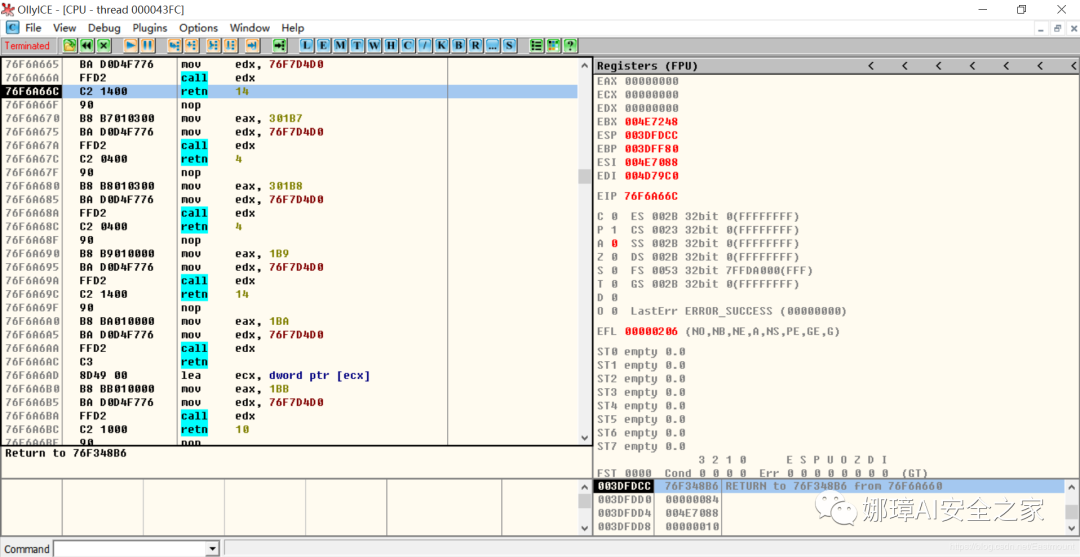 OllyICE - [CPU - thread 000043FC]
File View Debug Plugins Options Window Help
Terminated L E M T W H C / K B R ... S ?
76F6A665 BA D0D4F776 mov edx, 76F7D4D0
76F6A66A FFD2 call edx
76F6A66C C2 1400 retn 14
76F6A66F 90 nop
76F6A670 B8 B7010300 mov eax, 301B7
76F6A675 BA D0D4F776 mov edx, 76F7D4D0
76F6A67A FFD2 call edx
76F6A67C C2 0400 retn 4
76F6A67F 90 nop
76F6A680 B8 B8010300 mov eax, 301B8
76F6A685 BA D0D4F776 mov edx, 76F7D4D0
76F6A68A FFD2 call edx
76F6A68C C2 0400 retn 4
76F6A68F 90 nop
76F6A690 B8 B9010000 mov eax, 1B9
76F6A695 BA D0D4F776 mov edx, 76F7D4D0
76F6A69A FFD2 call edx
76F6A69C C2 1400 retn 14
76F6A69F 90 nop
76F6A6A0 B8 BA010000 mov eax, 1BA
76F6A6A5 BA D0D4F776 mov edx, 76F7D4D0
76F6A6AA FFD2 call edx
76F6A6AC C3 retn
76F6A6AD 8D49 00 lea ecx, dword ptr [ecx]
76F6A6B0 B8 BB010000 mov eax, 1BB
76F6A6B5 BA D0D4F776 mov edx, 76F7D4D0
76F6A6BA FFD2 call edx
76F6A6BC C2 1000 retn 10
76F6A6BF 90 nop
Return to 76F348B6
Registers (FPU) < < < < < < <
EAX 00000000
ECX 00000000
EDX 00000000
EBX 004E7248
ESP 003DFDCC
EBP 003DFF80
ESI 004E7088
EDI 004D79C0
EIP 76F6A66C
C 0 ES 002B 32bit 0(FFFFFFFF)
P 1 CS 0023 32bit 0(FFFFFFFF)
A 0 SS 002B 32bit 0(FFFFFFFF)
Z 0 DS 002B 32bit 0(FFFFFFFF)
S 0 FS 0053 32bit 7FFDA000(FFF)
T 0 GS 002B 32bit 0(FFFFFFFF)
D 0
O 0 LastErr ERROR_SUCCESS (00000000)
EFL 00000206 (NO,NB,NE,A,NS,PE,GE,G)
ST0 empty 0.0
ST1 empty 0.0
ST2 empty 0.0
ST3 empty 0.0
ST4 empty 0.0
ST5 empty 0.0
ST6 empty 0.0
ST7 empty 0.0
3 2 1 0 E S P U O Z D I
FST 0000 Cond 0 0 0 0 Err 0 0 0 0 0 0 0 0 (GT)
003DFDCC 76F348B6 RETURN to 76F348B6 from 76F6A660
003DFDD0 00000084
003DFDD4 004E7088
003DFDD8 00000010
娜璋AI安全之家
Command